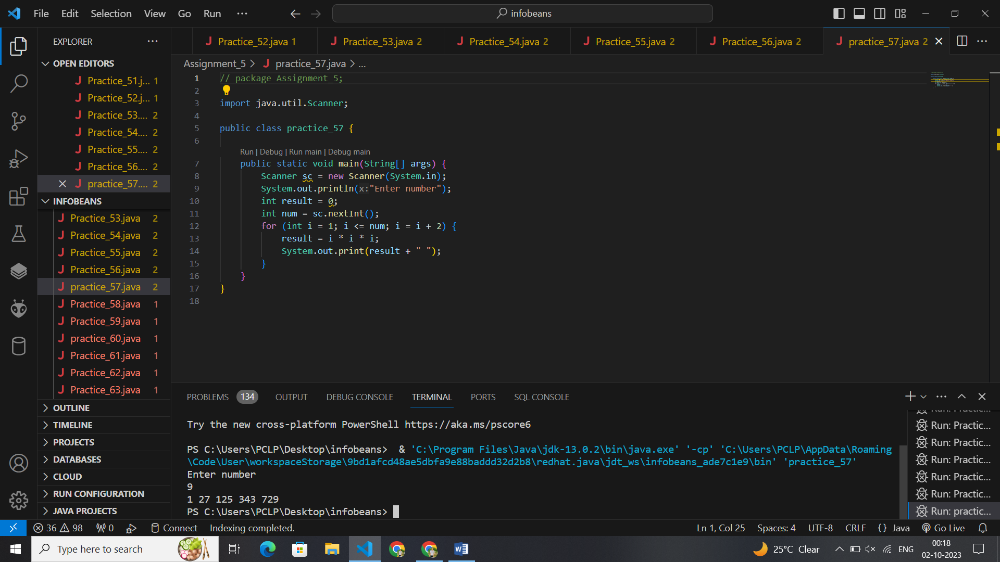 File Edit Selection View Go Run ...
infobeans
EXPLORER
OPEN EDITORS
Practice_51.j... 1
Practice_52.j... 1
Practice_53.... 2
Practice_54.... 2
Practice_55.... 2
Practice_56.... 2
practice_57.... 2
INFOBEANS
Practice_53.java 2
Practice_54.java 2
Practice_55.java 2
Practice_56.java 2
practice_57.java 2
Practice_58.java 1
Practice_59.java 1
practice_60.java 1
Practice_61.java 1
Practice_62.java 1
Practice_63.java 1
OUTLINE
TIMELINE
PROJECTS
DATABASES
CLOUD
RUN CONFIGURATION
JAVA PROJECTS
Practice_52.java 1 Practice_53.java 2 Practice_54.java 2 Practice_55.java 2 Practice_56.java 2 practice_57.java 2
Assignment_5 > practice_57.java > ...
1 // package Assignment_5;
2
3 import java.util.Scanner;
4
5 public class practice_57 {
6
Run | Debug | Run main | Debug main
7 public static void main(String[] args) {
8 Scanner sc = new Scanner(System.in);
9 System.out.println(x:"Enter number");
10 int result = 0;
11 int num = sc.nextInt();
12 for (int i = 1; i <= num; i = i + 2) {
13 result = i * i * i;
14 System.out.print(result + " ");
15 }
16 }
17 }
18
PROBLEMS 134 OUTPUT DEBUG CONSOLE TERMINAL PORTS SQL CONSOLE
Try the new cross-platform PowerShell https://aka.ms/pscore6
PS C:\Users\PCLP\Desktop\infobeans> & 'C:\Program Files\Java\jdk-13.0.2\bin\java.exe' '-cp' 'C:\Users\PCLP\AppData\Roaming
\Code\User\workspaceStorage\9bd1afcd48ae5dbfa9e88baddd32d2b8\redhat.java\jdt_ws\infobeans_ade7c1e9\bin' 'practice_57'
Enter number
9
1 27 125 343 729
PS C:\Users\PCLP\Desktop\infobeans>
Run: Practic...
Run: Practic...
Run: Practic...
Run: Practic...
Run: Practic...
Run: practic...
36 98 0 Connect Indexing completed. Ln 1, Col 25 Spaces: 4 UTF-8 CRLF {} Java Go Live
Type here to search
25°C Clear
ENG
00:18
02-10-2023